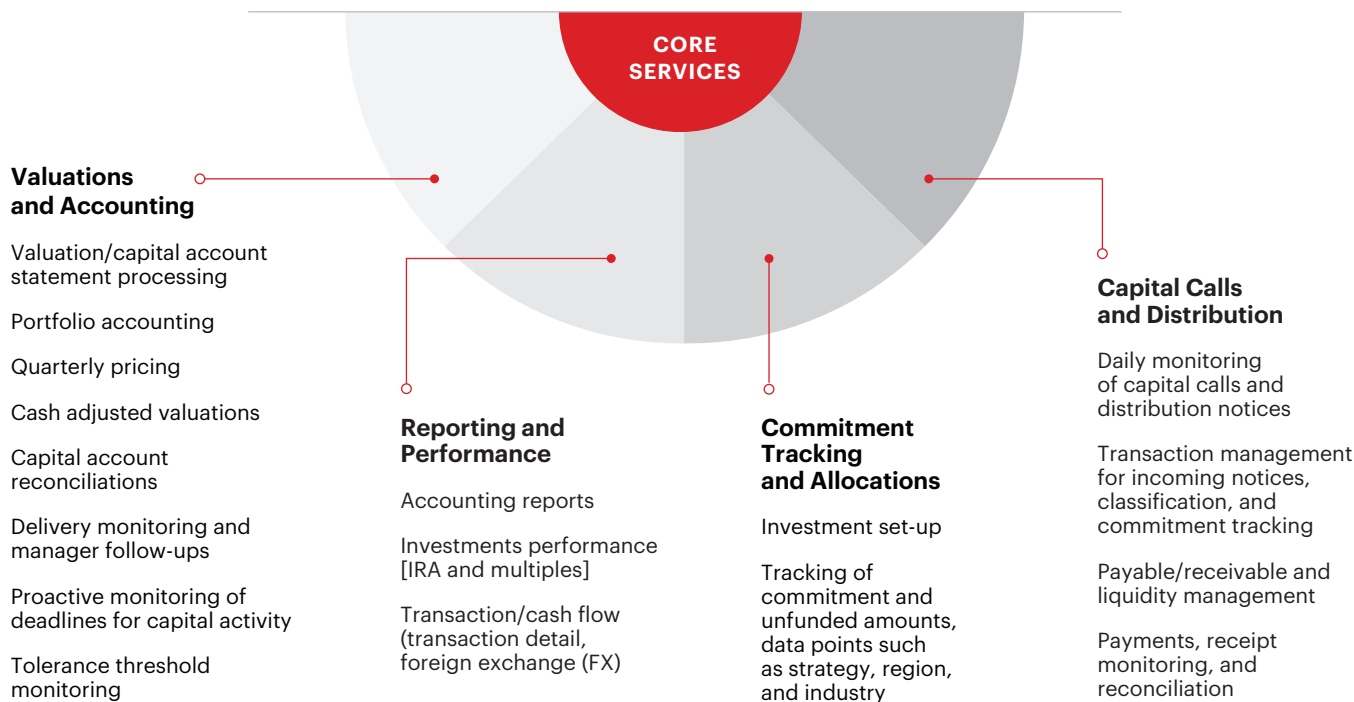 CORE
SERVICES
Valuations
and Accounting
Valuation/capital account
statement processing
Portfolio accounting
Quarterly pricing
Cash adjusted valuations
Capital account
reconciliations
Delivery monitoring and
manager follow-ups
Proactive monitoring of
deadlines for capital activity
Tolerance threshold
monitoring
Reporting and
Performance
Accounting reports
Investments performance
[IRA and multiples]
Transaction/cash flow
(transaction detail,
foreign exchange (FX)
Commitment
Tracking
and Allocations
Investment set-up
Tracking of
commitment and
unfunded amounts,
data points such
as strategy, region,
and industry
Capital Calls
and Distribution
Daily monitoring
of capital calls and
distribution notices
Transaction management
for incoming notices,
classification, and
commitment tracking
Payable/receivable and
liquidity management
Payments, receipt
monitoring, and
reconciliation